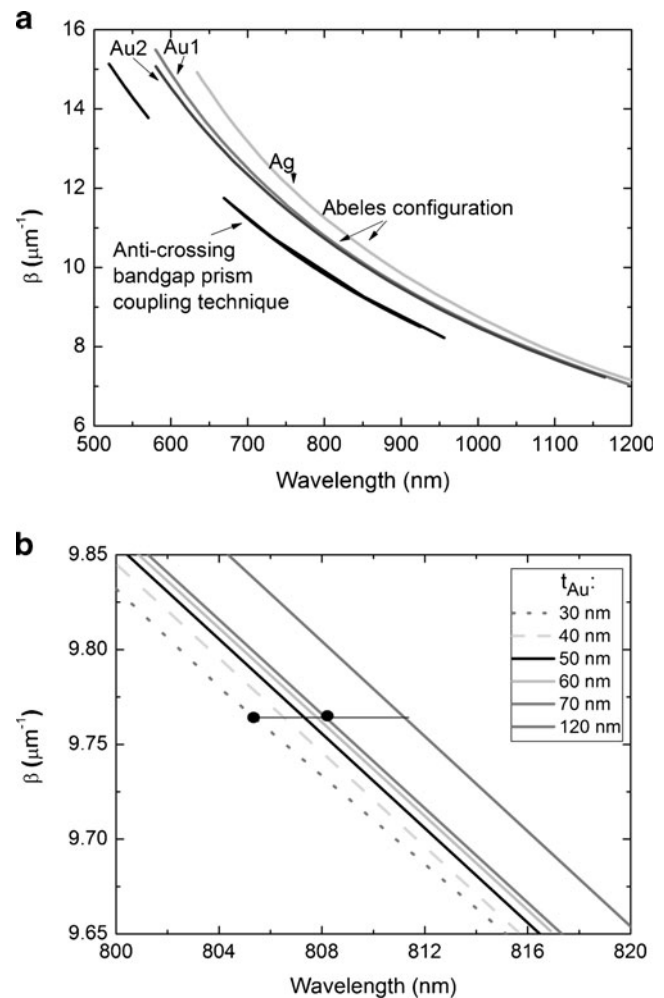 a
16
14
12
10
8
6
β (μm⁻¹)
Au2
Au1
Ag
Abeles configuration
Anti-crossing
bandgap prism
coupling technique
500 600 700 800 900 1000 1100 1200
Wavelength (nm)
b
9.85
9.80
9.75
9.70
9.65
β (μm⁻¹)
t_Au:
30 nm
40 nm
50 nm
60 nm
70 nm
120 nm
800 804 808 812 816 820
Wavelength (nm)